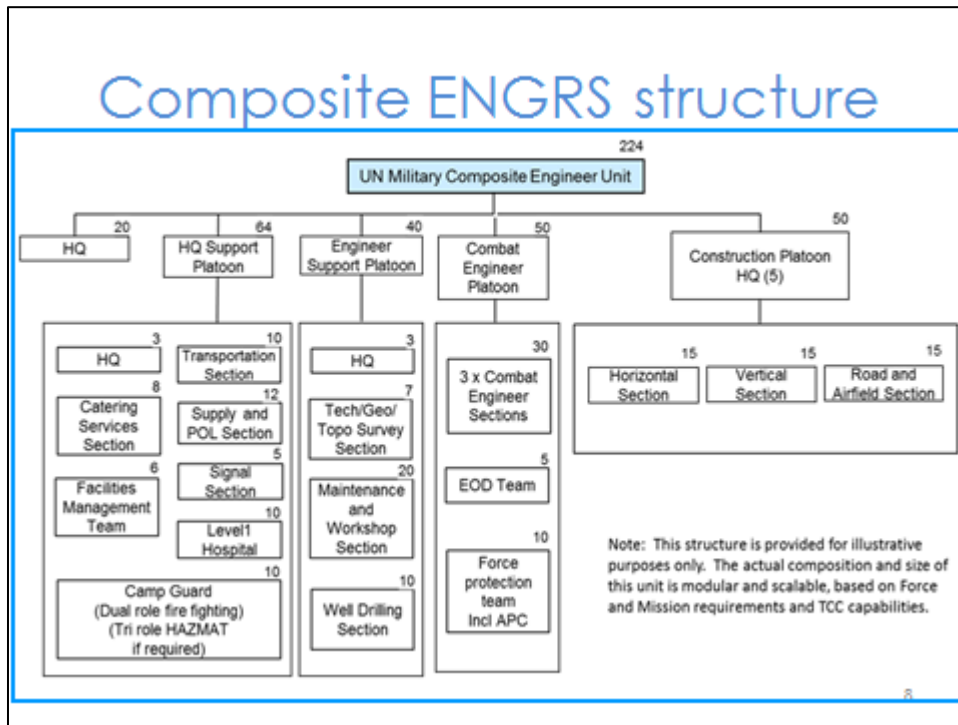 Composite ENGRS structure
224
UN Military Composite Engineer Unit
20
HQ
64
HQ Support
Platoon
40
Engineer
Support Platoon
50
Combat
Engineer
Platoon
50
Construction Platoon
HQ (5)
3
HQ
8
Catering
Services
Section
6
Facilities
Management
Team
10
Transportation
Section
12
Supply and
POL Section
5
Signal
Section
10
Level1
Hospital
10
Camp Guard
(Dual role fire fighting)
(Tri role HAZMAT
if required)
3
HQ
7
Tech/Geo/
Topo Survey
Section
20
Maintenance
and
Workshop
Section
10
Well Drilling
Section
30
3 x Combat
Engineer
Sections
5
EOD Team
10
Force
protection
team
Incl APC
15
Horizontal
Section
15
Vertical
Section
15
Road and
Airfield Section
Note: This structure is provided for illustrative
purposes only. The actual composition and size of
this unit is modular and scalable, based on Force
and Mission requirements and TCC capabilities.
8